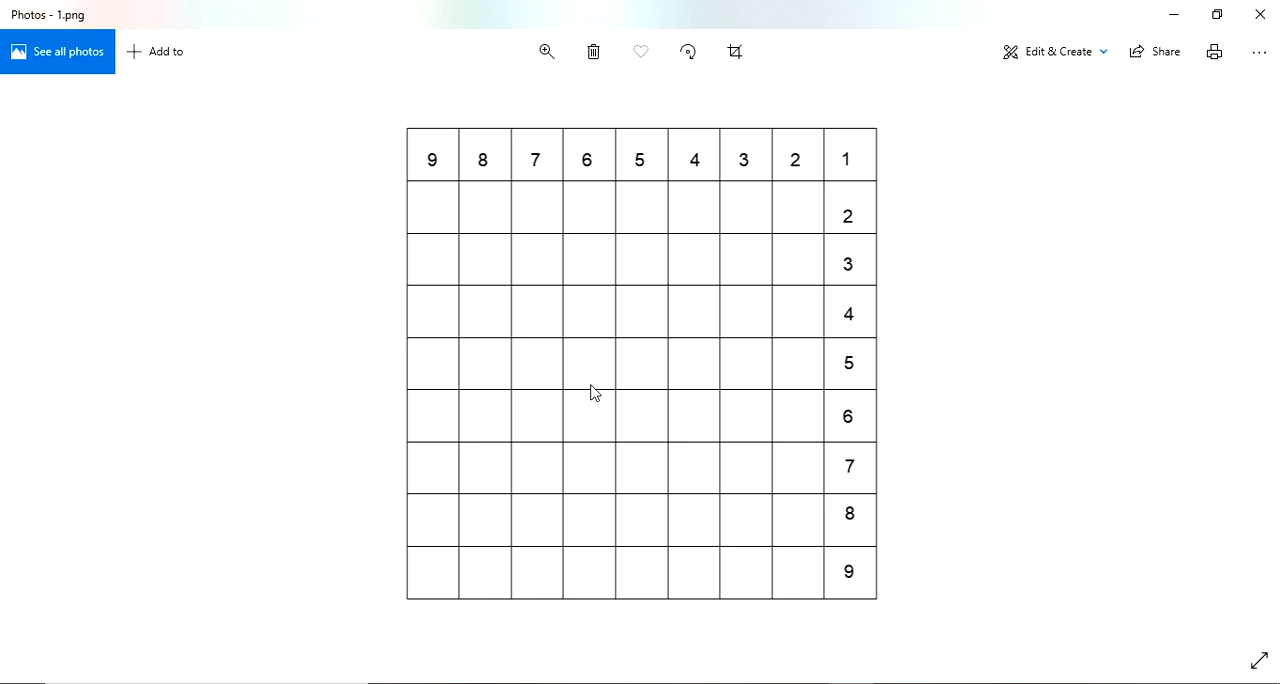 Photos - 1.png
See all photos
Add to
Edit & Create
Share
9 8 7 6 5 4 3 2 1
2
3
4
5
6
7
8
9